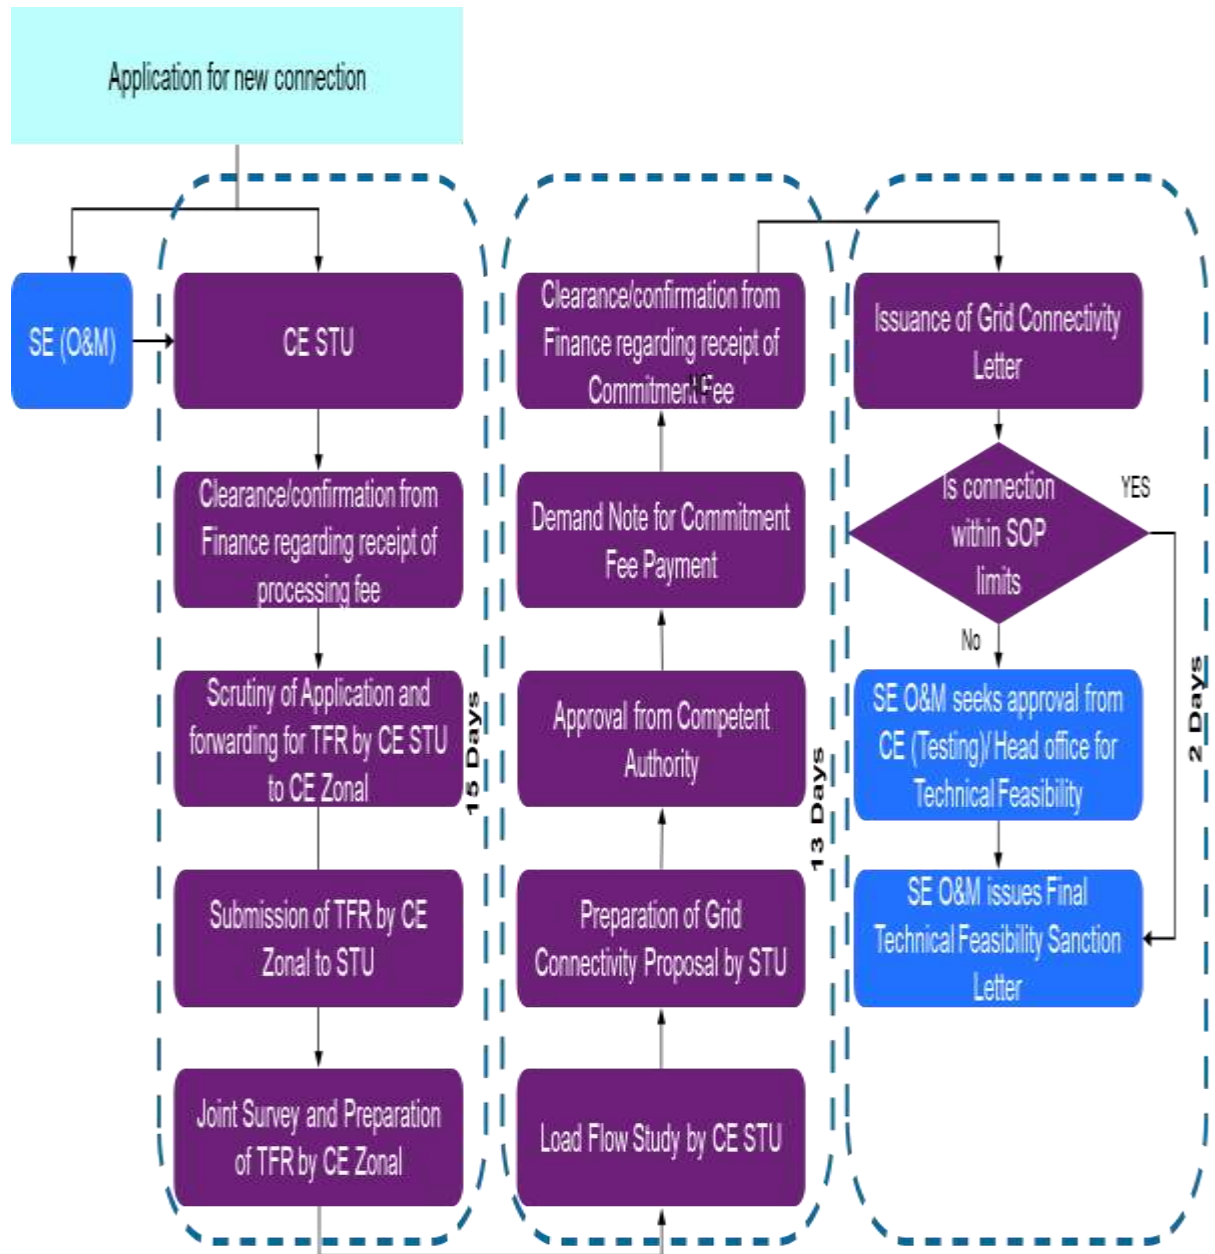 Application for new connection
SE (O&M)
CE STU
Clearance/confirmation from
Finance regarding receipt of
processing fee
Scrutiny of Application and
forwarding for TFR by CE STU
to CE Zonal
Submission of TFR by CE
Zonal to STU
Joint Survey and Preparation
of TFR by CE Zonal
15 Days
Clearance/confirmation from
Finance regarding receipt of
Commitment Fee
Demand Note for Commitment
Fee Payment
Approval from Competent
Authority
Preparation of Grid
Connectivity Proposal by STU
Load Flow Study by CE STU
13 Days
Issuance of Grid Connectivity
Letter
Is connection
within SOP
limits
YES
No
SE O&M seeks approval from
CE (Testing)/ Head office for
Technical Feasibility
SE O&M issues Final
Technical Feasibility Sanction
Letter
2 Days